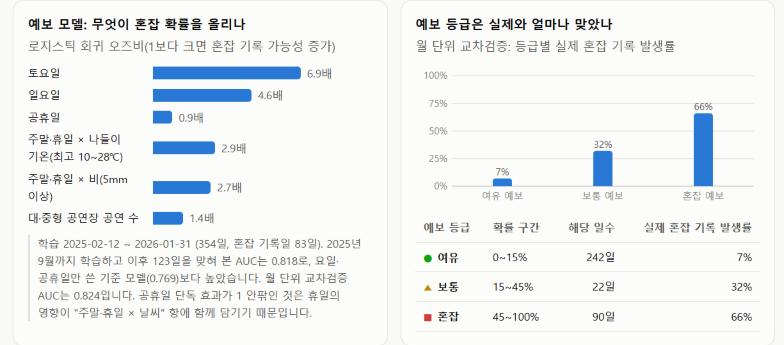 예보 모델: 무엇이 혼잡 확률을 올리나
로지스틱 회귀 오즈비(1보다 크면 혼잡 기록 가능성 증가)
토요일 6.9배
일요일 4.6배
공휴일 0.9배
주말·휴일 × 나들이
기온(최고 10~28℃) 2.9배
주말·휴일 × 비(5mm
이상) 2.7배
대·중형 공연장 공연 수 1.4배
학습 2025-02-12 ~ 2026-01-31 (354일, 혼잡 기록일 83일). 2025년
9월까지 학습하고 이후 123일을 맞혀 본 AUC는 0.818로, 요일·
공휴일만 쓴 기준 모델(0.769)보다 높았습니다. 월 단위 교차검증
AUC는 0.824입니다. 공휴일 단독 효과가 1 안팎인 것은 휴일의
영향이 "주말·휴일 × 날씨" 항에 함께 담기기 때문입니다.
예보 등급은 실제와 얼마나 맞았나
월 단위 교차검증: 등급별 실제 혼잡 기록 발생률
100%
75%
66%
50%
32%
25%
7%
0%
여유 예보 보통 예보 혼잡 예보
예보 등급 확률 구간 해당 일수 실제 혼잡 기록 발생률
여유 0~15% 242일 7%
보통 15~45% 22일 32%
혼잡 45~100% 90일 66%